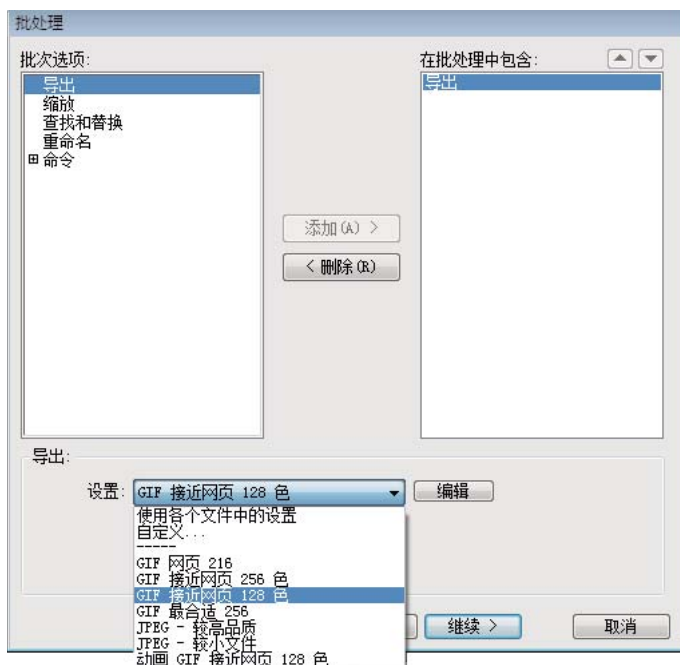 批处理
批次选项:
在批处理中包含:
导出
缩放
查找和替换
重命名
命令
导出
添加(A) >
< 删除(R)
导出:
设置: GIF 接近网页 128 色
编辑
使用各个文件中的设置
自定义...
-----
GIF 网页 216
GIF 接近网页 256 色
GIF 接近网页 128 色
GIF 最合适 256
JPEG - 较高品质
JPEG - 较小文件
动画 GIF 接近网页 128 色
继续 >
取消